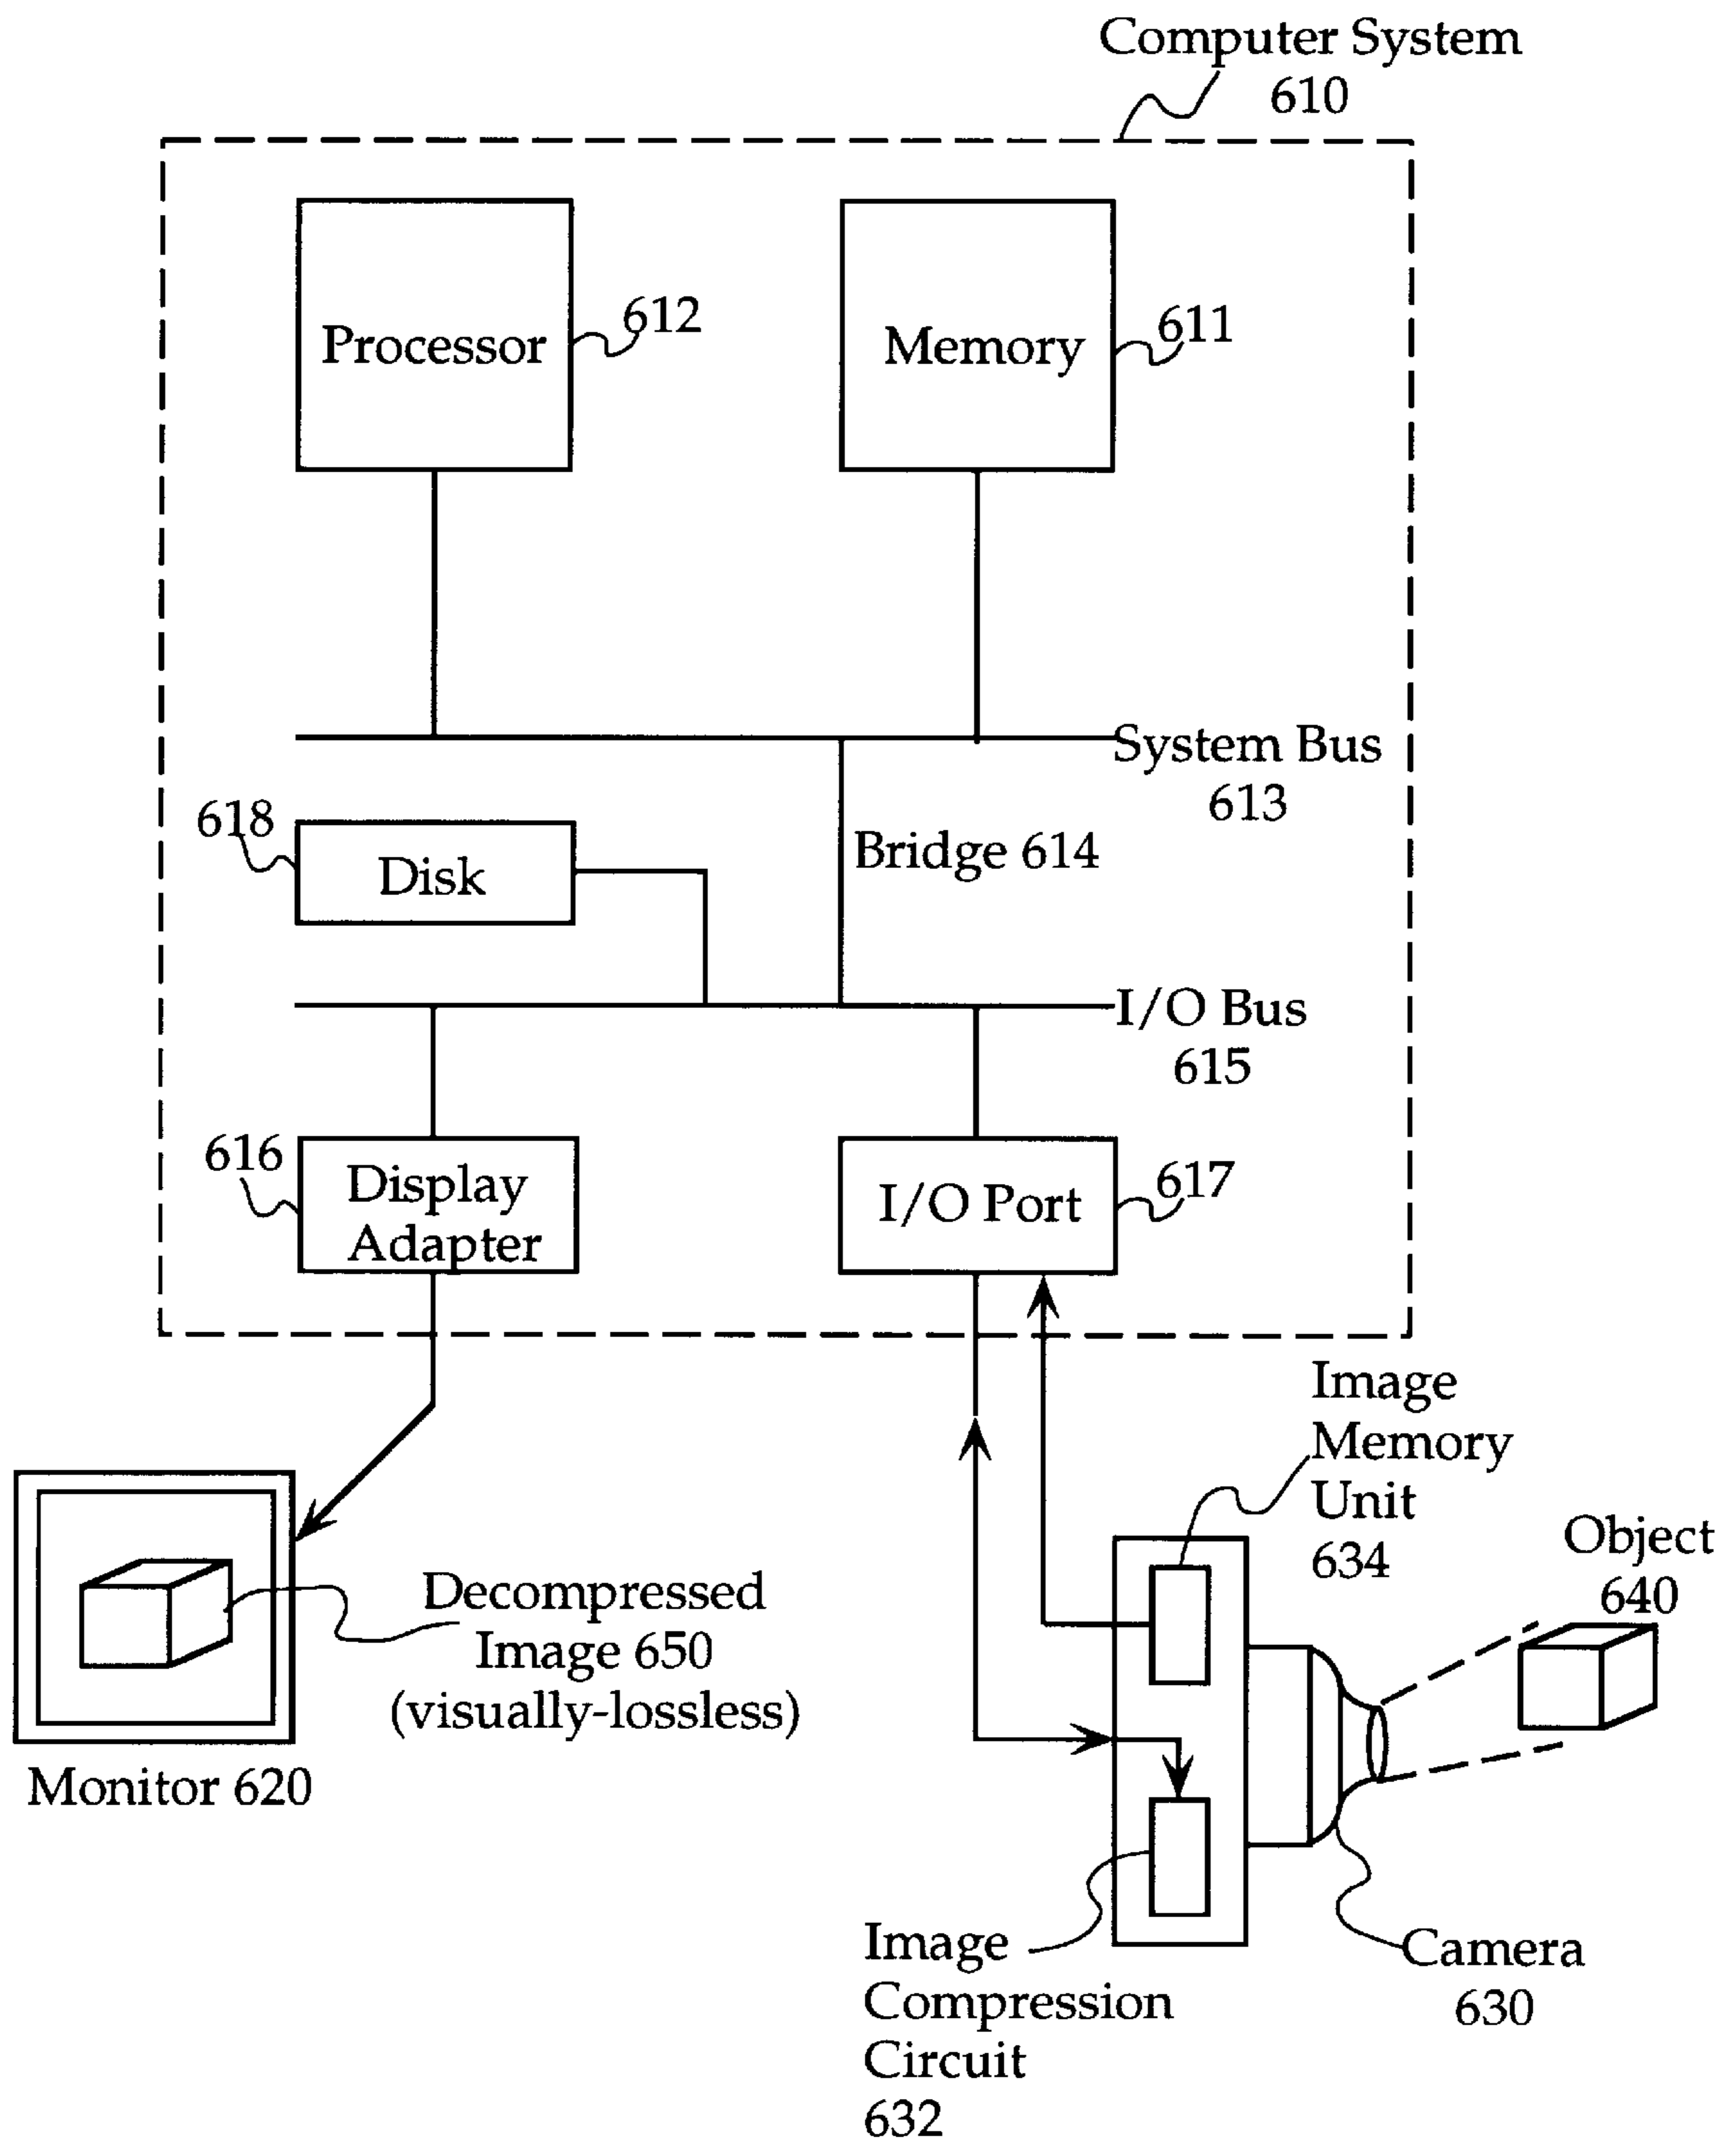 Computer System
610
Processor
612
Memory
611
System Bus
613
618
Disk
Bridge 614
I/O Bus
615
616
Display
Adapter
I/O Port
617
Image
Memory
Unit
634
Object
640
Decompressed
Image 650
(visually-lossless)
Monitor 620
Image
Compression
Circuit
632
Camera
630